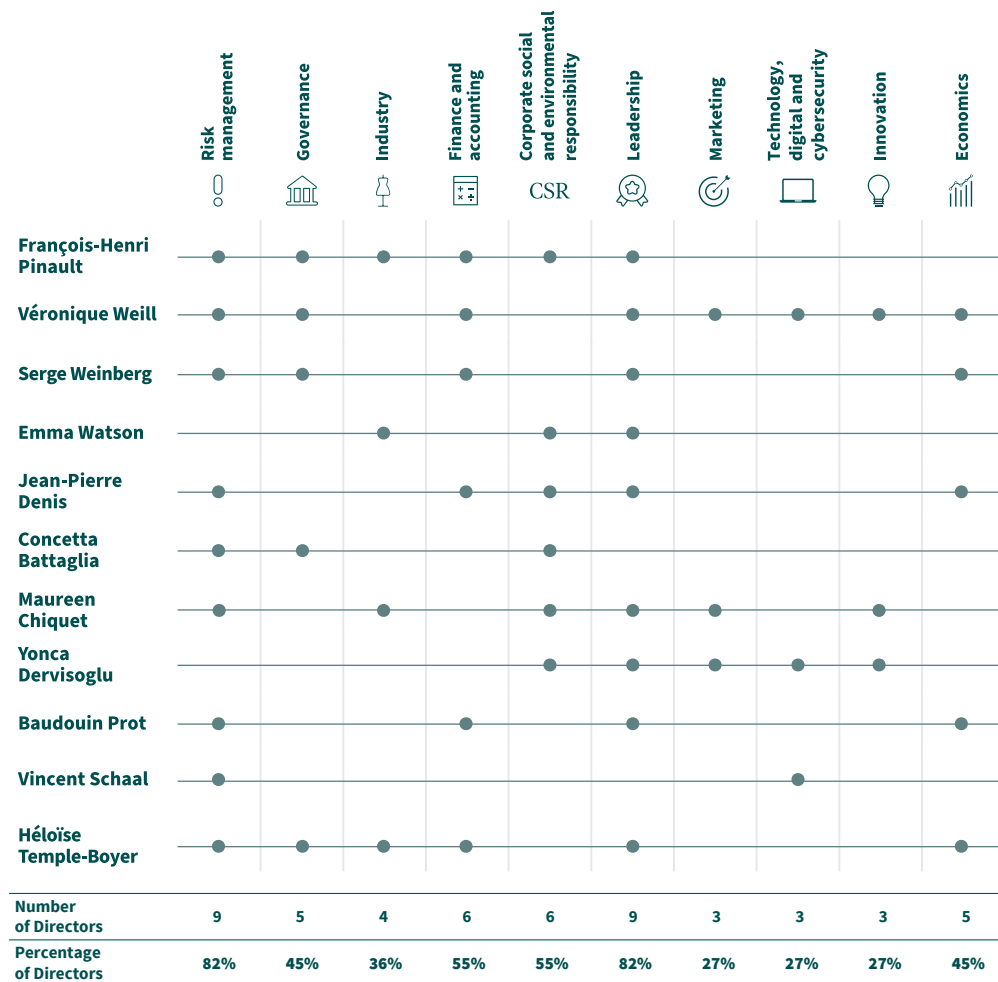 Risk
management
Governance
Industry
Finance and
accounting
Corporate social
and environmental
responsibility
Leadership
Marketing
Technology,
digital and
cybersecurity
Innovation
Economics
CSR
François-Henri
Pinault
Véronique Weill
Serge Weinberg
Emma Watson
Jean-Pierre
Denis
Concetta
Battaglia
Maureen
Chiquet
Yonca
Dervisoglu
Baudouin Prot
Vincent Schaal
Héloïse
Temple-Boyer
Number
of Directors
9 5 4 6 6 9 3 3 3 5
Percentage
of Directors
82% 45% 36% 55% 55% 82% 27% 27% 27% 45%